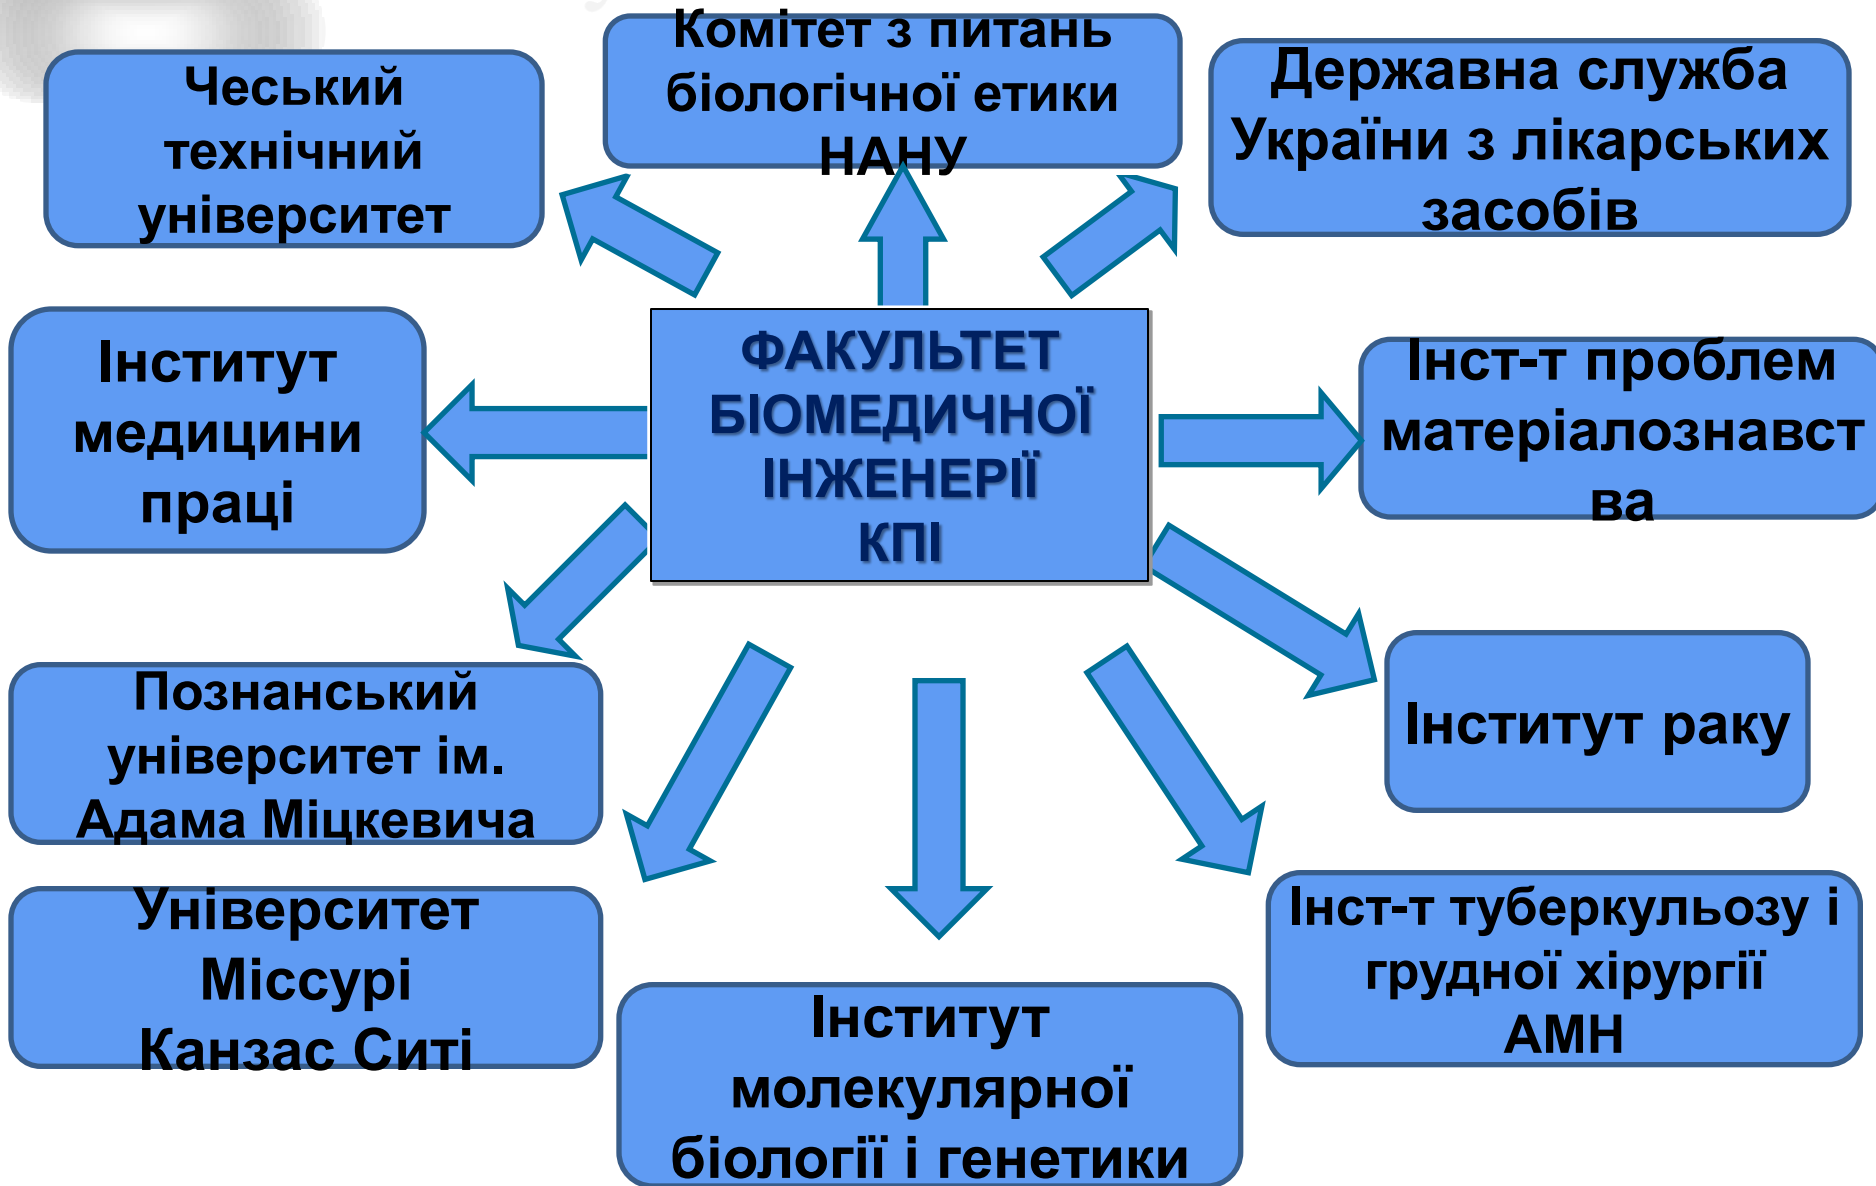 Чеський
технічний
університет
Комітет з питань
біологічної етики
НАНУ
Державна служба
України з лікарських
засобів
Інститут
медицини
праці
ФАКУЛЬТЕТ
БІОМЕДИЧНОЇ
ІНЖЕНЕРІЇ
КПІ
Інст-т проблем
матеріалознавст
ва
Познанський
університет ім.
Адама Міцкевича
Інститут раку
Університет
Міссурі
Канзас Ситі
Інститут
молекулярної
біології і генетики
Інст-т туберкульозу і
грудної хірургії
АМН